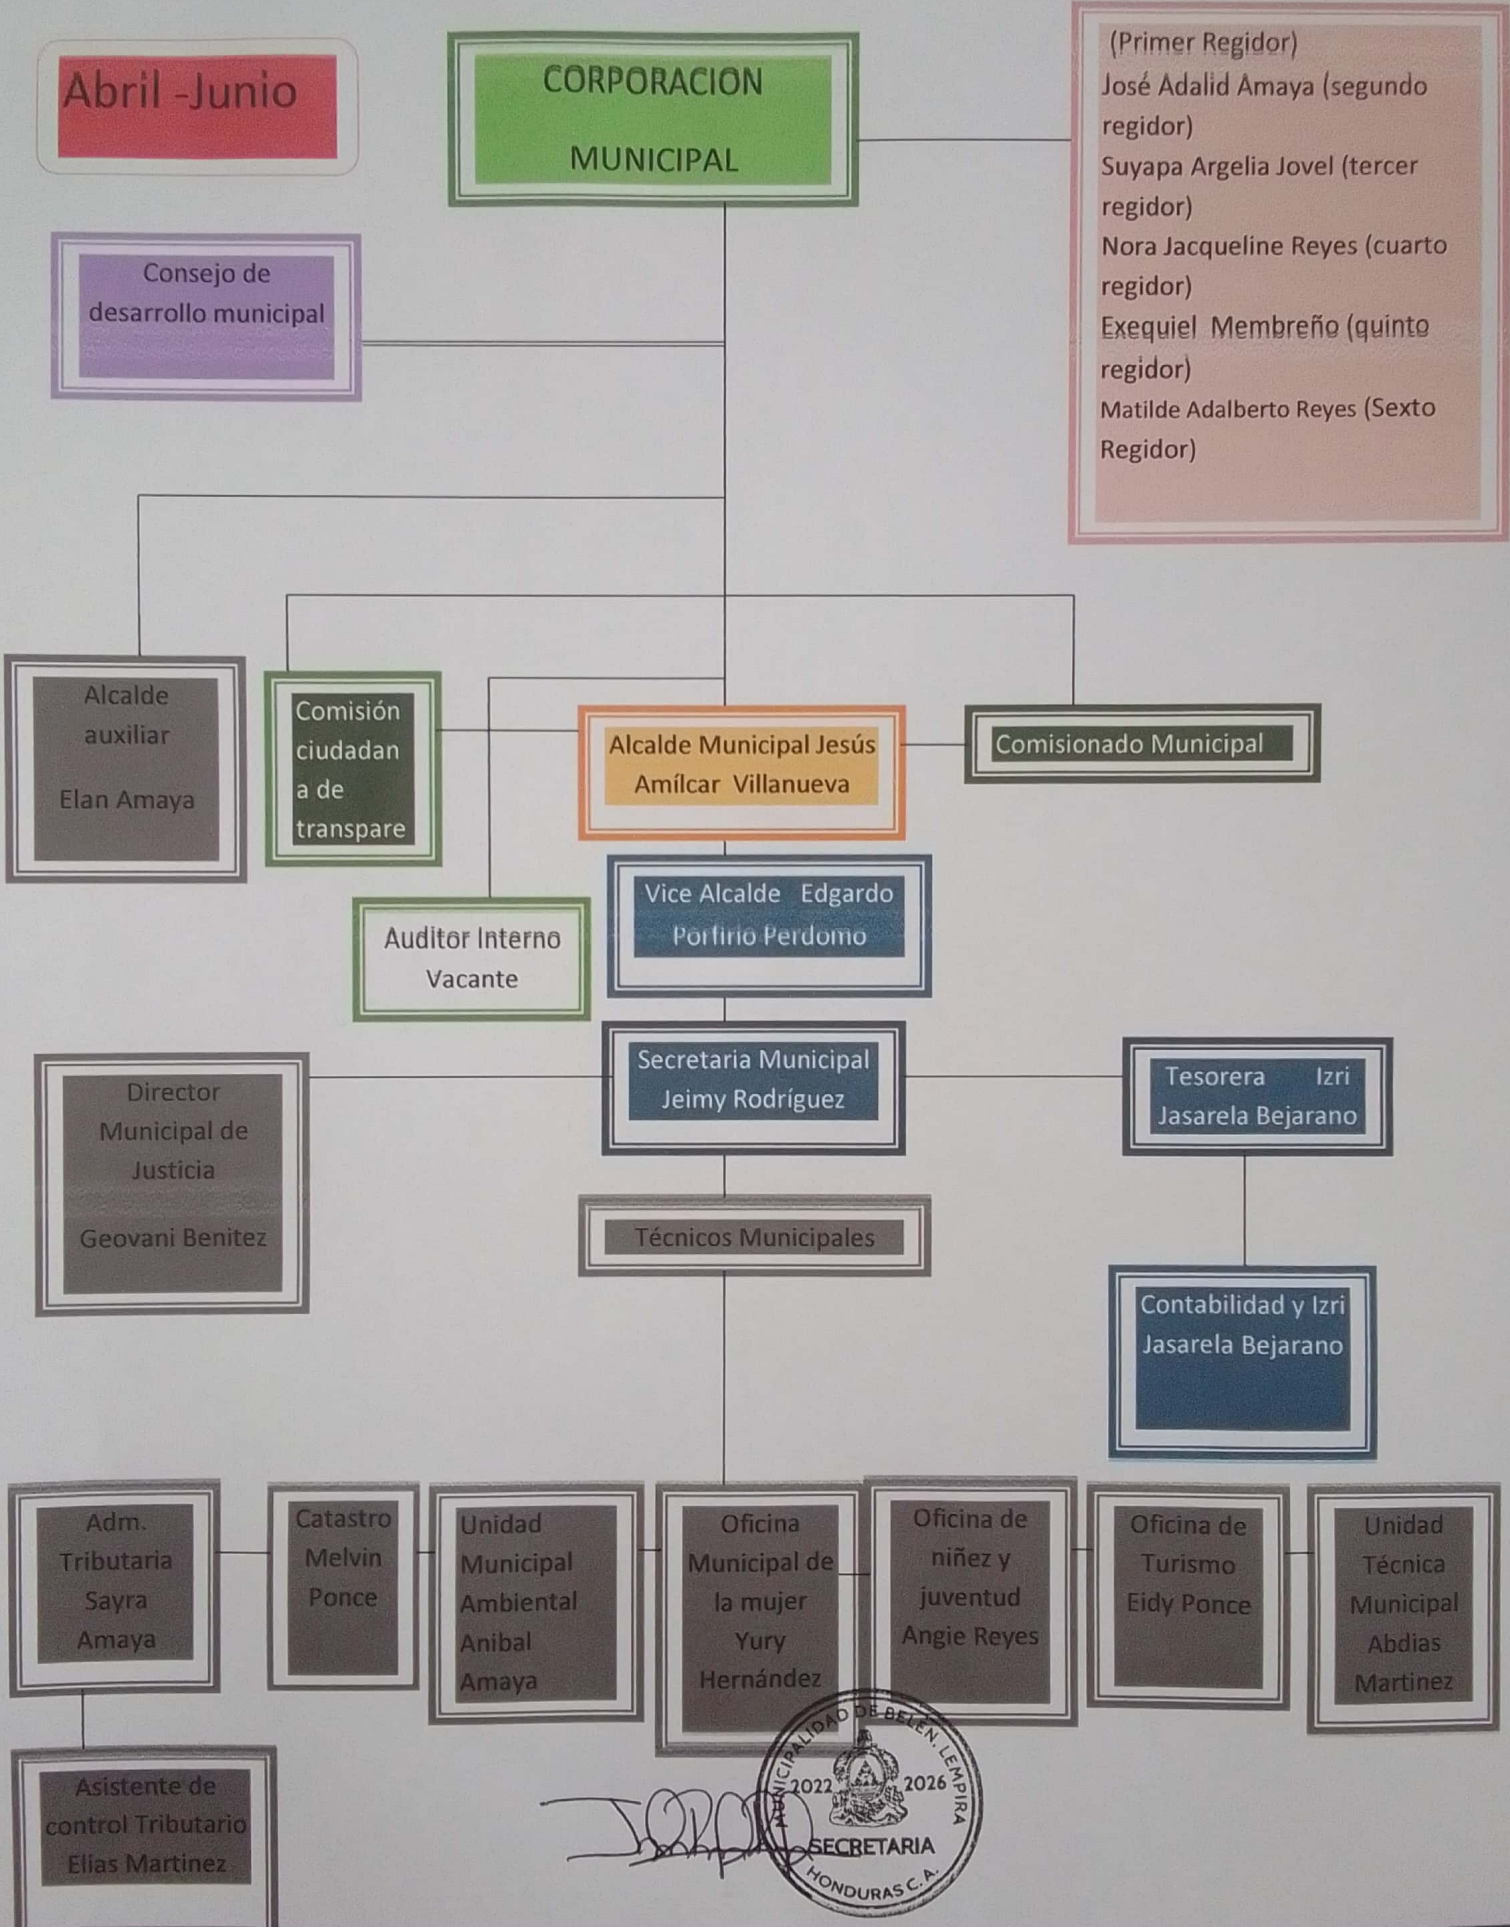 Abril -Junio
CORPORACION
MUNICIPAL
(Primer Regidor)
José Adalid Amaya (segundo
regidor)
Suyapa Argelia Jovel (tercer
regidor)
Nora Jacqueline Reyes (cuarto
regidor)
Exequiel Membreño (quinto
regidor)
Matilde Adalberto Reyes (Sexto
Regidor)
Consejo de
desarrollo municipal
Alcalde
auxiliar
Elan Amaya
Comisión
ciudadan
a de
transpare
Alcalde Municipal Jesús
Amílcar Villanueva
Comisionado Municipal
Auditor Interno
Vacante
Vice Alcalde Edgardo
Porfirio Perdomo
Secretaria Municipal
Jeimy Rodríguez
Director
Municipal de
Justicia
Geovani Benitez
Tesorera Izri
Jasarela Bejarano
Técnicos Municipales
Contabilidad y Izri
Jasarela Bejarano
Adm.
Tributaria
Sayra
Amaya
Catastro
Melvin
Ponce
Unidad
Municipal
Ambiental
Anibal
Amaya
Oficina
Municipal de
la mujer
Yury
Hernández
Oficina de
niñez y
juventud
Angie Reyes
Oficina de
Turismo
Eidy Ponce
Unidad
Técnica
Municipal
Abdias
Martinez
Asistente de
control Tributario
Elias Martinez
MUNICIPALIDAD DE BELÉN, LEMPIRA
2022 2026
SECRETARIA
HONDURAS C.A.